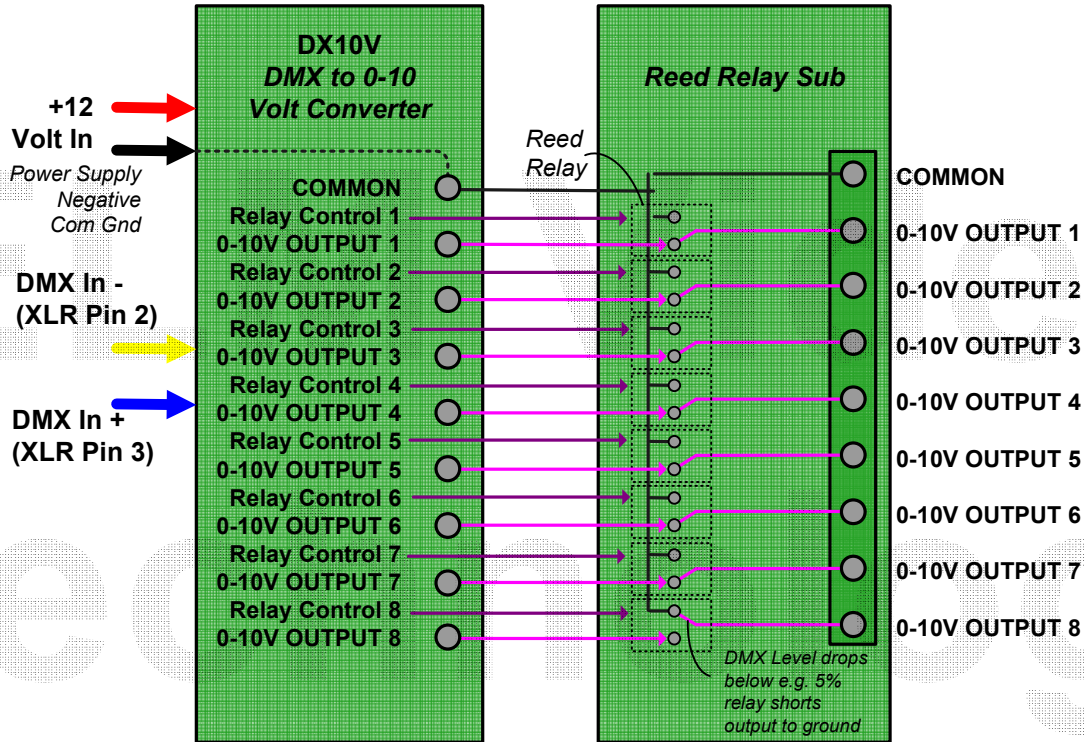 DX10V
DMX to 0-10
Volt Converter
Reed Relay Sub
+12
Volt In
Power Supply
Negative
Com Gnd
DMX In -
(XLR Pin 2)
DMX In +
(XLR Pin 3)
Reed
Relay
COMMON
Relay Control 1
0-10V OUTPUT 1
Relay Control 2
0-10V OUTPUT 2
Relay Control 3
0-10V OUTPUT 3
Relay Control 4
0-10V OUTPUT 4
Relay Control 5
0-10V OUTPUT 5
Relay Control 6
0-10V OUTPUT 6
Relay Control 7
0-10V OUTPUT 7
Relay Control 8
0-10V OUTPUT 8
COMMON
0-10V OUTPUT 1
0-10V OUTPUT 2
0-10V OUTPUT 3
0-10V OUTPUT 4
0-10V OUTPUT 5
0-10V OUTPUT 6
0-10V OUTPUT 7
0-10V OUTPUT 8
DMX Level drops
below e.g. 5%
relay shorts
output to ground